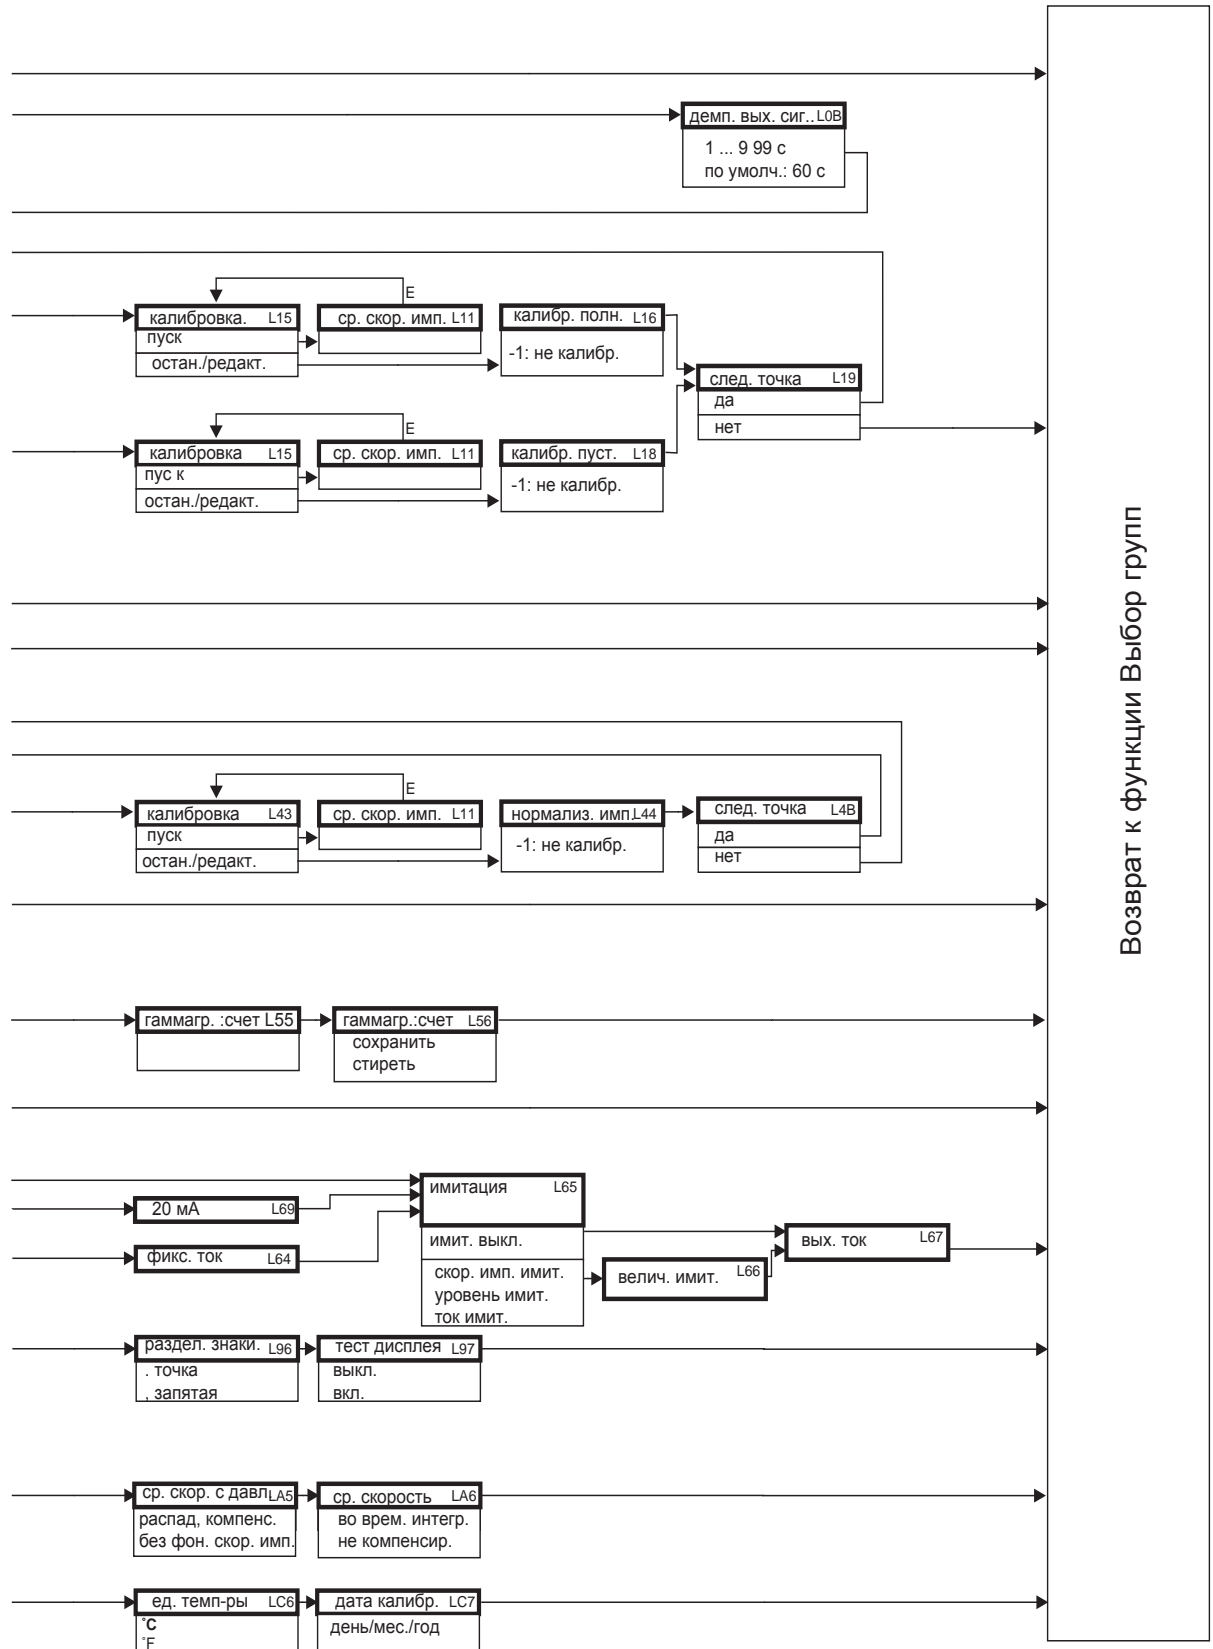 демп. вых. сиг.. L0B
1 ... 9 99 с
по умолч.: 60 с
E
калибровка. L15
пуск
остан./редакт.
ср. скор. имп. L11
калибр. полн. L16
-1: не калибр.
след. точка L19
да
нет
E
калибровка L15
пус к
остан./редакт.
ср. скор. имп. L11
калибр. пуст. L18
-1: не калибр.
E
калибровка L43
пуск
остан./редакт.
ср. скор. имп. L11
нормализ. имп. L44
-1: не калибр.
след. точка L4B
да
нет
гаммагр. :счет L55
гаммагр.:счет L56
сохранить
стиреть
20 мА L69
фикс. ток L64
имитация L65
имит. выкл.
скор. имп. имит.
уровень имит.
ток имит.
велич. имит. L66
вых. ток L67
раздел. знаки. L96
. точка
, запятая
тест дисплея L97
выкл.
вкл.
ср. скор. с давл LA5
распад, компенс.
без фон. скор. имп.
ср. скорость LA6
во врем. интегр.
не компенсир.
ед. темп-ры LC6
°C
°F
дата калибр. LC7
день/мес./год
Возврат к функции Выбор групп